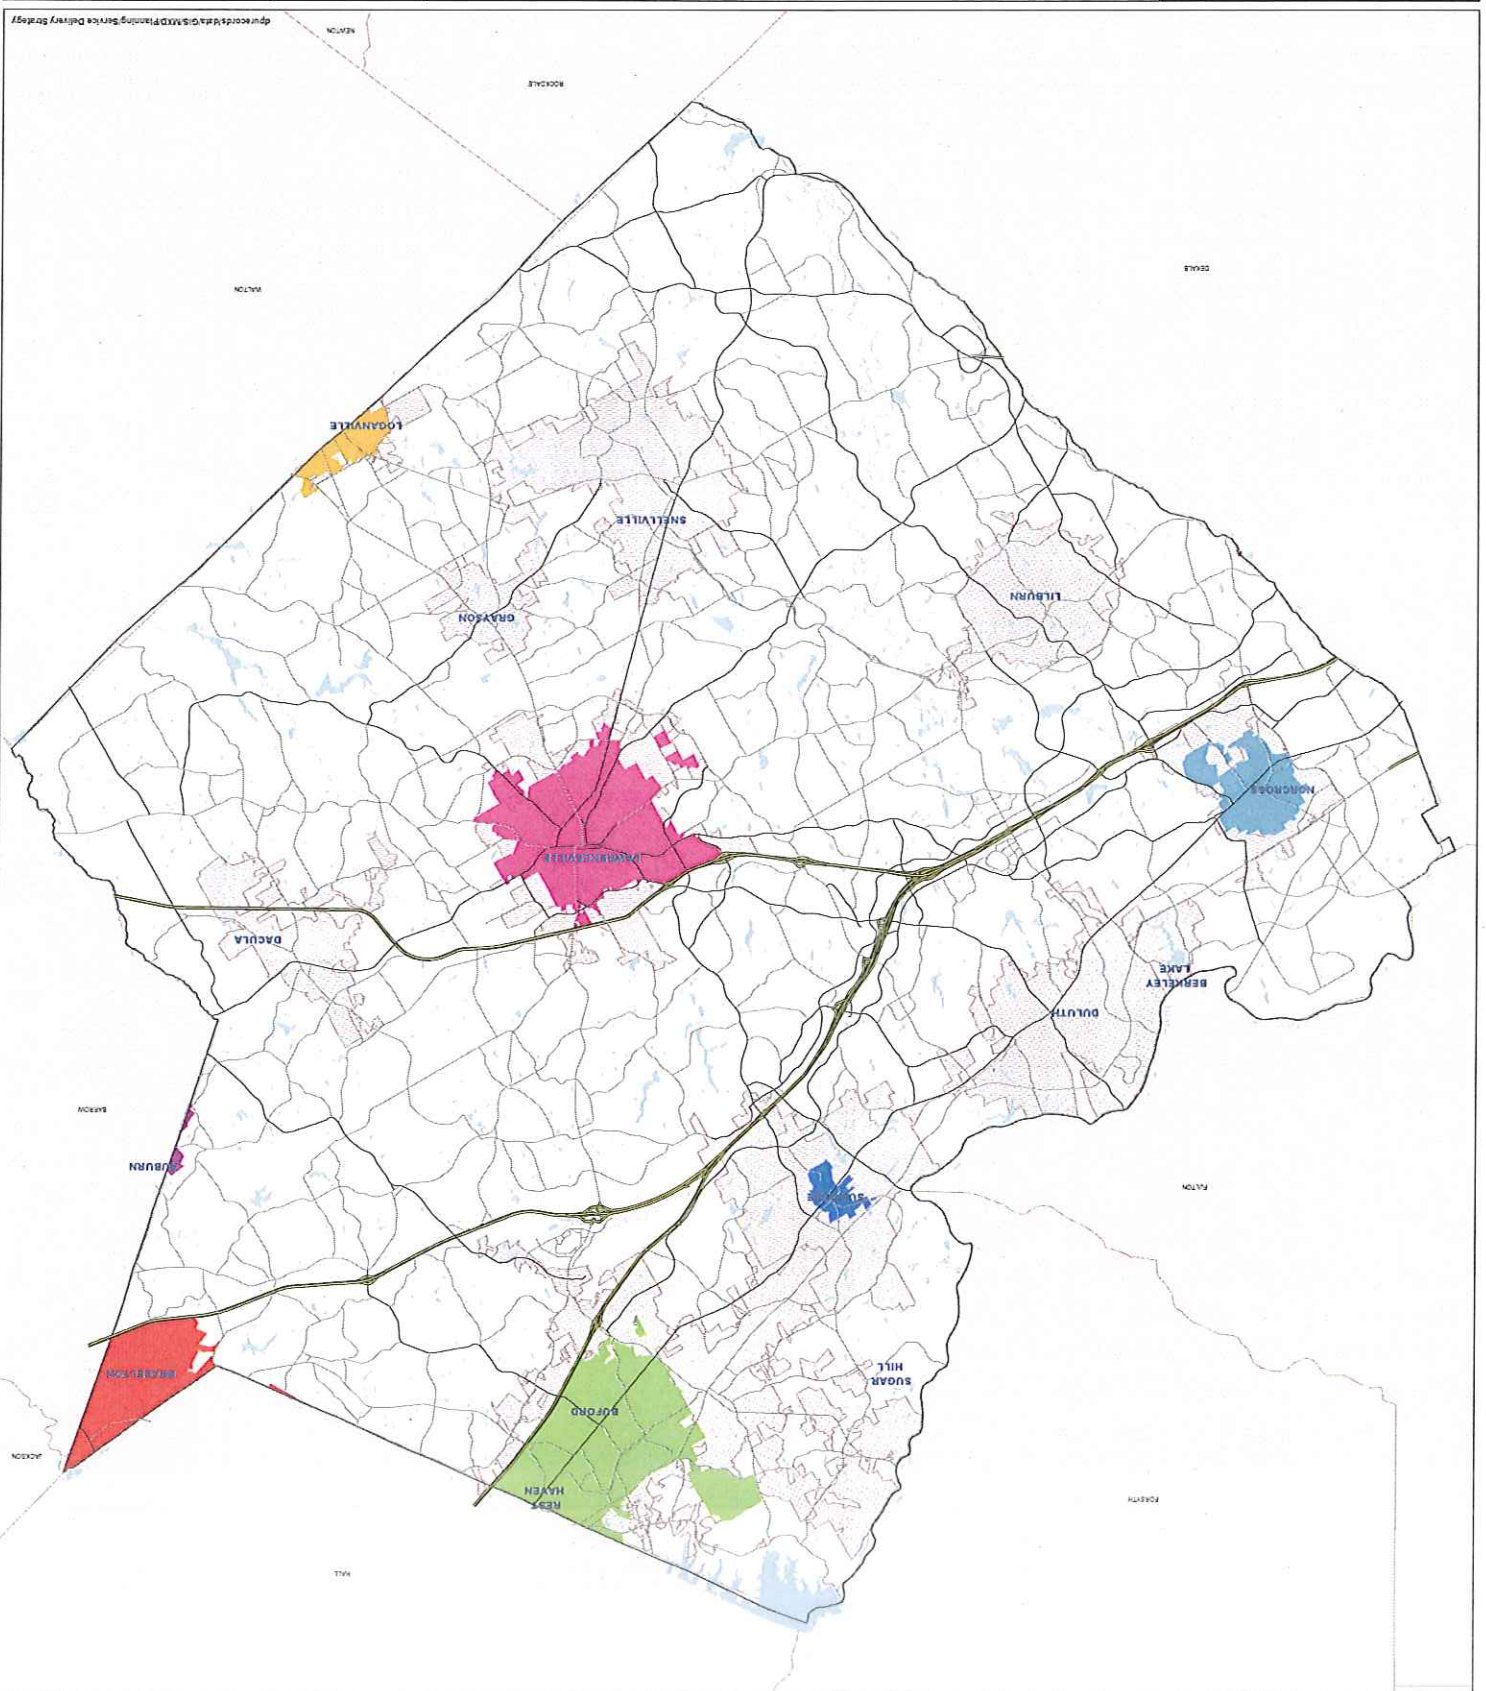 HALL
FORSYTH
REST
HAVEN
JACKSON
BUFORD
SUGAR
HILL
BRASELTON
FULTON
AUBURN
BARROW
DULUTH
BERKELEY
LAKE
DACULA
LAWRENCEVILLE
NORCROSS
GRAYSON
LILBURN
SNELLVILLE
LOGANVILLE
WALTON
DEKALB
ROCKDALE
NEWTON
dpurecords/data/GIS/MXD/Planning/Service Delivery Strategy